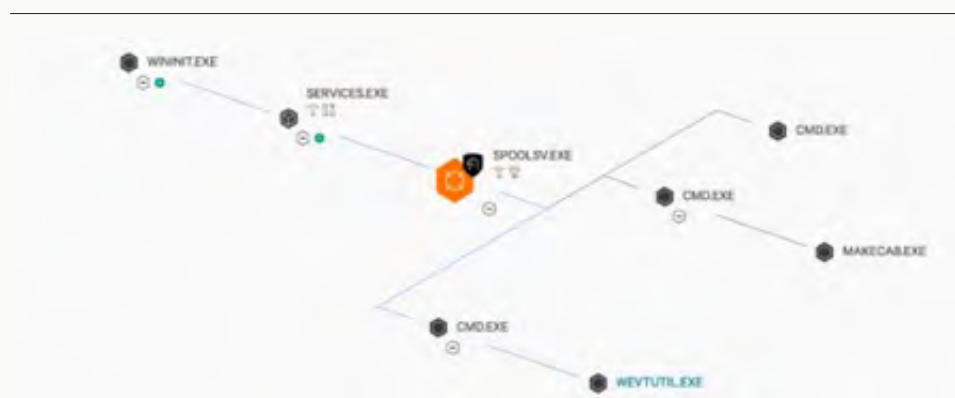 WININIT.EXE
SERVICES.EXE
SPOOLSV.EXE
CMD.EXE
CMD.EXE
MAKECAB.EXE
CMD.EXE
WEVTUTIL.EXE